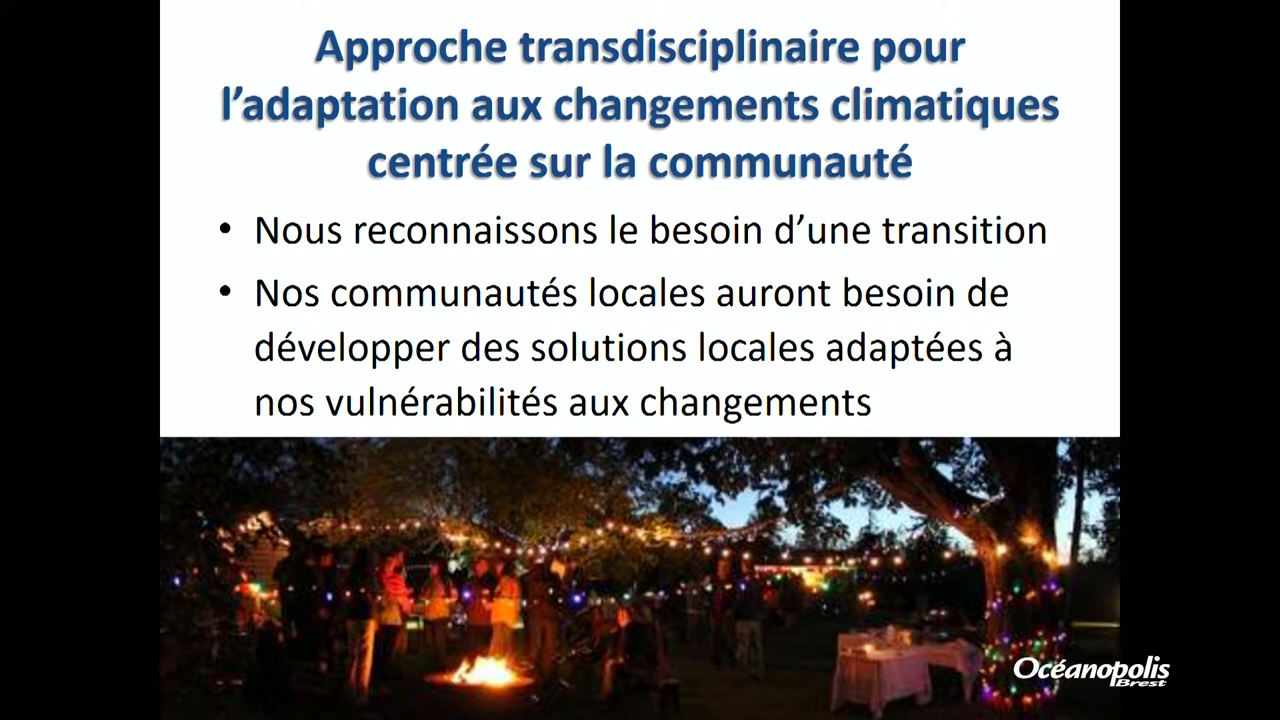 Approche transdisciplinaire pour
l’adaptation aux changements climatiques
centrée sur la communauté
• Nous reconnaissons le besoin d’une transition
• Nos communautés locales auront besoin de
développer des solutions locales adaptées à
nos vulnérabilités aux changements
Océanopolis
Brest